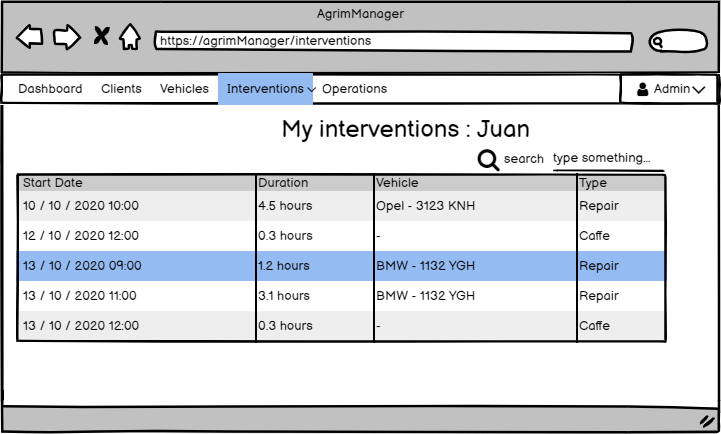 AgrimManager
https://agrimManager/interventions
Dashboard Clients Vehicles Interventions Operations Admin
My interventions : Juan
search type something...
Start Date Duration Vehicle Type
10 / 10 / 2020 10:00 4.5 hours Opel - 3123 KNH Repair
12 / 10 / 2020 12:00 0.3 hours - Caffe
13 / 10 / 2020 09:00 1.2 hours BMW - 1132 YGH Repair
13 / 10 / 2020 11:00 3.1 hours BMW - 1132 YGH Repair
13 / 10 / 2020 12:00 0.3 hours - Caffe